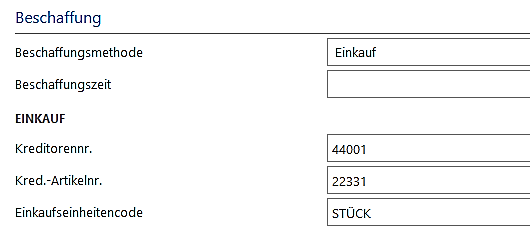 Beschaffung
Beschaffungsmethode Einkauf
Beschaffungszeit
EINKAUF
Kreditorennr. 44001
Kred.-Artikelnr. 22331
Einkaufseinheitencode STÜCK